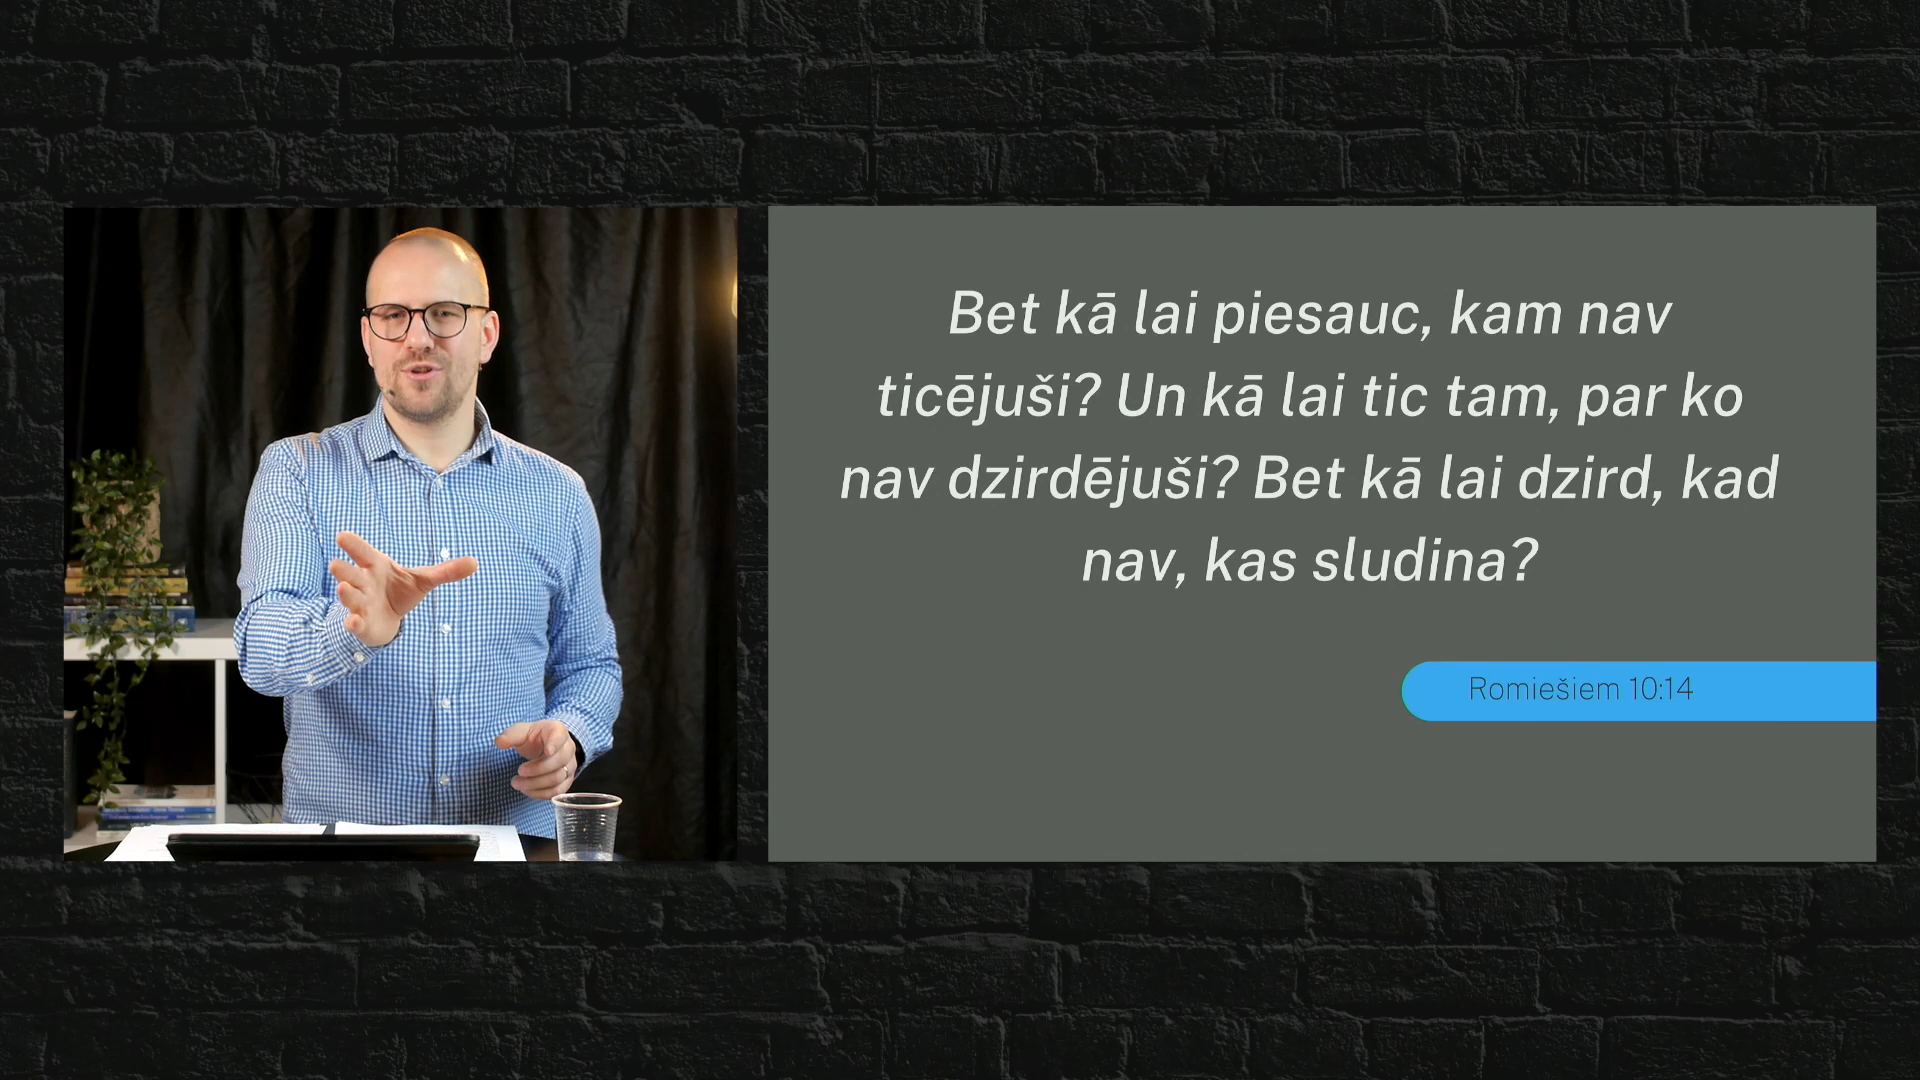 Bet kā lai piesauc, kam nav
ticējuši? Un kā lai tic tam, par ko
nav dzirdējuši? Bet kā lai dzird, kad
nav, kas sludina?
Romiešiem 10:14